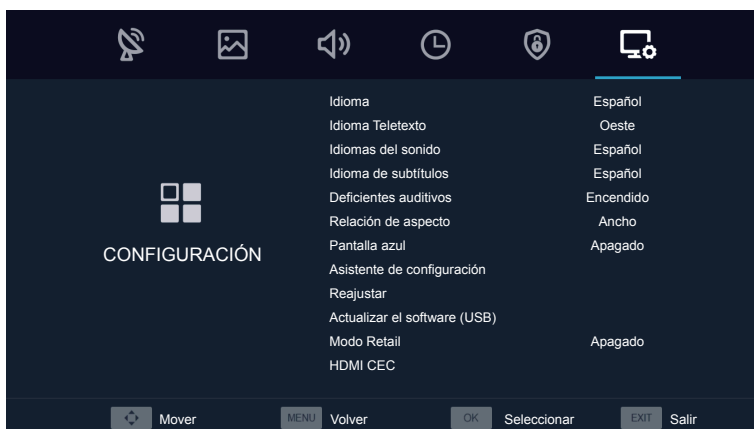 Idioma Español
Idioma Teletexto Oeste
Idiomas del sonido Español
Idioma de subtítulos Español
Deficientes auditivos Encendido
Relación de aspecto Ancho
CONFIGURACIÓN
Pantalla azul Apagado
Asistente de configuración
Reajustar
Actualizar el software (USB)
Modo Retail Apagado
HDMI CEC
Mover MENU Volver OK Seleccionar EXIT Salir